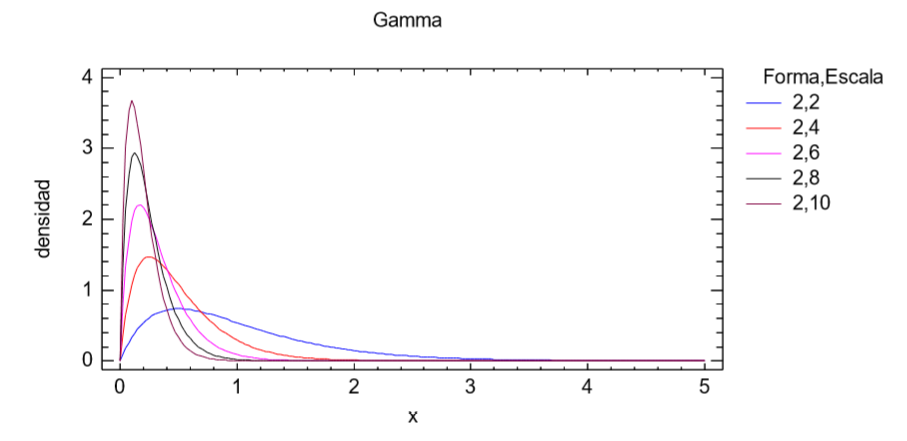 Gamma
densidad
4
3
2
1
0
0 1 2 3 4 5
x
Forma,Escala
2,2
2,4
2,6
2,8
2,10